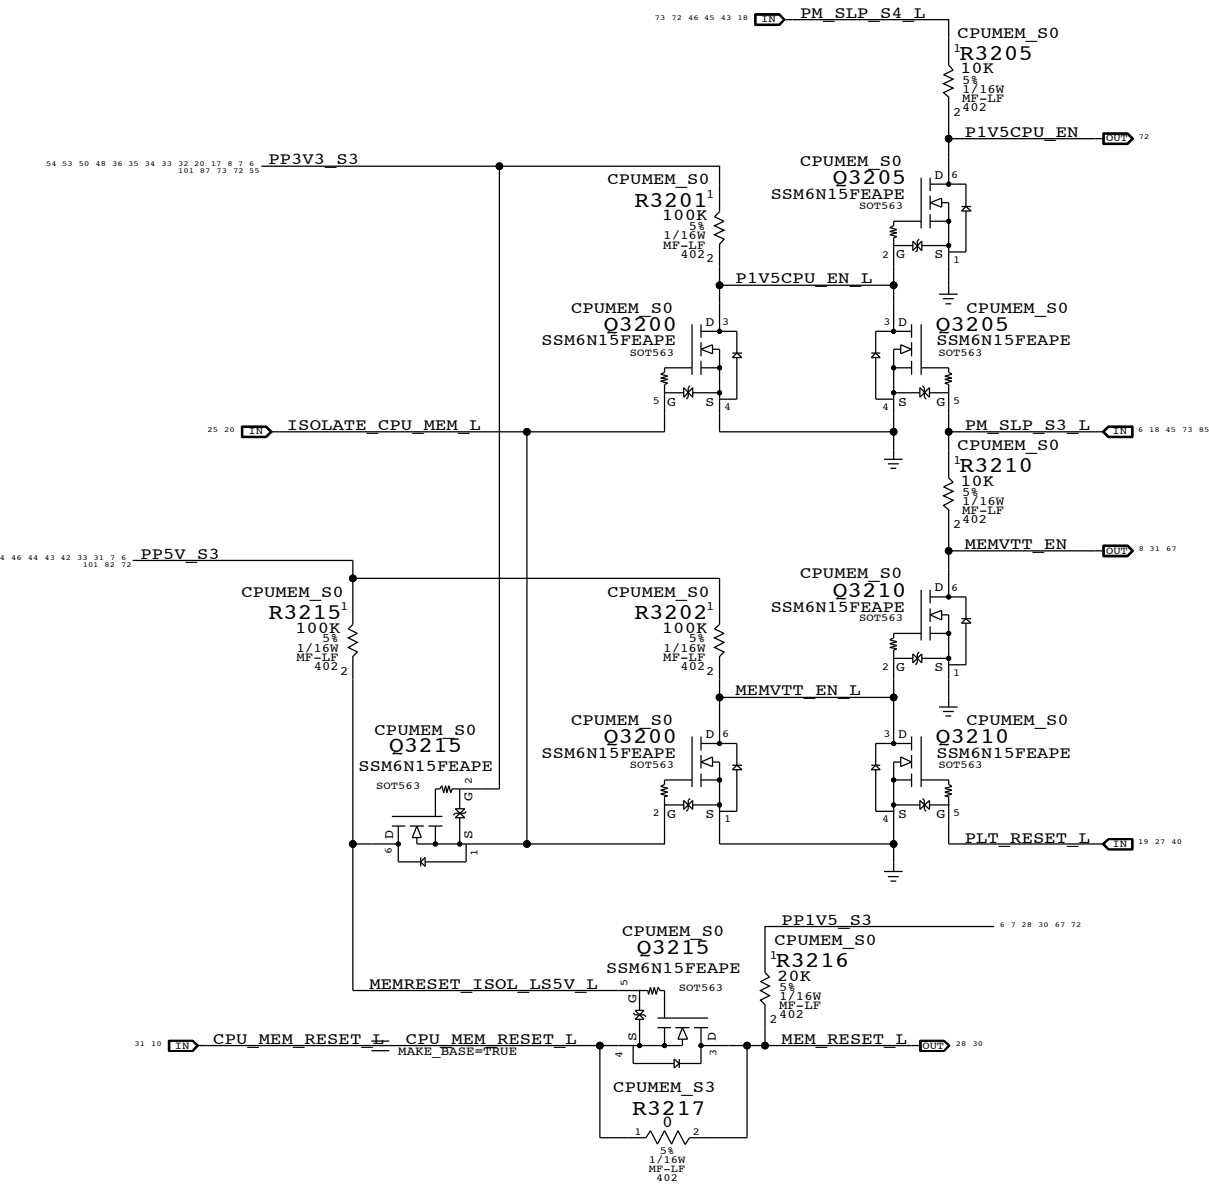 73 72 46 45 43 18 IN PM_SLP_S4_L
CPUMEM_S0
1 R3205
10K
5%
1/16W
MF-LF
2 402
P1V5CPU_EN OUT 72
54 53 50 48 36 35 34 33 32 20 17 8 7 6 PP3V3_S3
101 87 73 72 55
CPUMEM_S0
Q3205
SSM6N15FEAPE
SOT563
D 6
2 G S 1
CPUMEM_S0
R3201 1
100K
5%
1/16W
MF-LF
402 2
P1V5CPU_EN_L
CPUMEM_S0
Q3200
SSM6N15FEAPE
SOT563
D 3
5 G S 4
CPUMEM_S0
Q3205
SSM6N15FEAPE
SOT563
3 D
4 S G 5
25 20 IN ISOLATE_CPU_MEM_L
PM_SLP_S3_L IN 6 18 45 73 85
CPUMEM_S0
1 R3210
10K
5%
1/16W
MF-LF
2 402
MEMVTT_EN OUT 8 31 67
4 46 44 43 42 33 31 7 6 PP5V_S3
101 82 72
CPUMEM_S0
R3215 1
100K
5%
1/16W
MF-LF
402 2
CPUMEM_S0
R3202 1
100K
5%
1/16W
MF-LF
402 2
CPUMEM_S0
Q3210
SSM6N15FEAPE
SOT563
D 6
2 G S 1
MEMVTT_EN_L
CPUMEM_S0
Q3215
SSM6N15FEAPE
SOT563
G 2
6 D S 1
CPUMEM_S0
Q3200
SSM6N15FEAPE
SOT563
D 6
2 G S 1
CPUMEM_S0
Q3210
SSM6N15FEAPE
SOT563
3 D
4 S G 5
PLT_RESET_L IN 19 27 40
PP1V5_S3 6 7 28 30 67 72
CPUMEM_S0
1 R3216
20K
5%
1/16W
MF-LF
2 402
CPUMEM_S0
Q3215
SSM6N15FEAPE
SOT563
MEMRESET_ISOL_LS5V_L 5 G
4 S D 3
31 10 IN CPU_MEM_RESET_L CPU_MEM_RESET_L MEM_RESET_L OUT 28 30
MAKE_BASE=TRUE
CPUMEM_S3
R3217
0
1 2
5%
1/16W
MF-LF
402